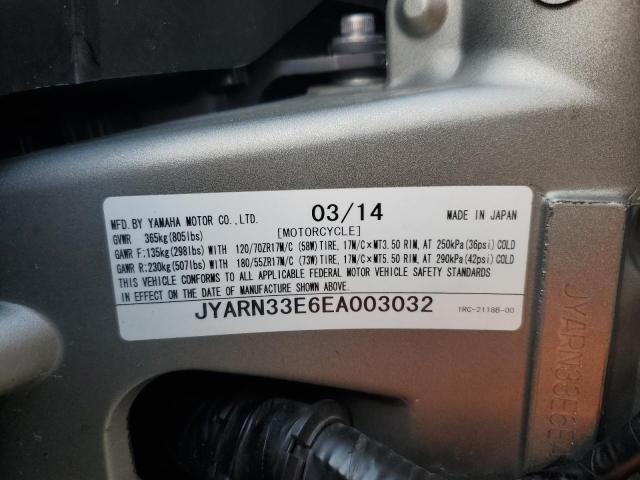 MFD.BY YAMAHA MOTOR CO.,LTD. 03/14 MADE IN JAPAN
GVWR 365kg(805lbs) [MOTORCYCLE]
GAWR F:135kg(298lbs) WITH 120/70ZR17M/C (58W) TIRE, 17M/C×MT3.50 RIM, AT 250kPa(36psi) COLD
GAWR R:230kg(507lbs) WITH 180/55ZR17M/C (73W) TIRE, 17M/C×MT5.50 RIM, AT 290kPa(42psi) COLD
THIS VEHICLE CONFORMS TO ALL APPLICABLE FEDERAL MOTOR VEHICLE SAFETY STANDARDS
IN EFFECT ON THE DATE OF MANUFACTURE SHOWN ABOVE.
JYARN33E6EA003032 1RC-2118B-00
JYARN33E6E